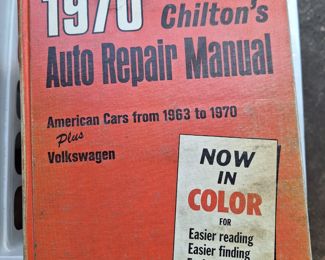 1970 Chilton's
Auto Repair Manual
American Cars from 1963 to 1970
Plus
Volkswagen
NOW
IN
COLOR
FOR
Easier reading
Easier finding